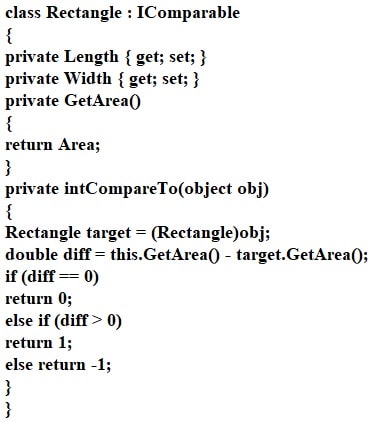 class Rectangle : IComparable
{
private Length { get; set; }
private Width { get; set; }
private GetArea()
{
return Area;
}
private intCompareTo(object obj)
{
Rectangle target = (Rectangle)obj;
double diff = this.GetArea() - target.GetArea();
if (diff == 0)
return 0;
else if (diff > 0)
return 1;
else return -1;
}
}